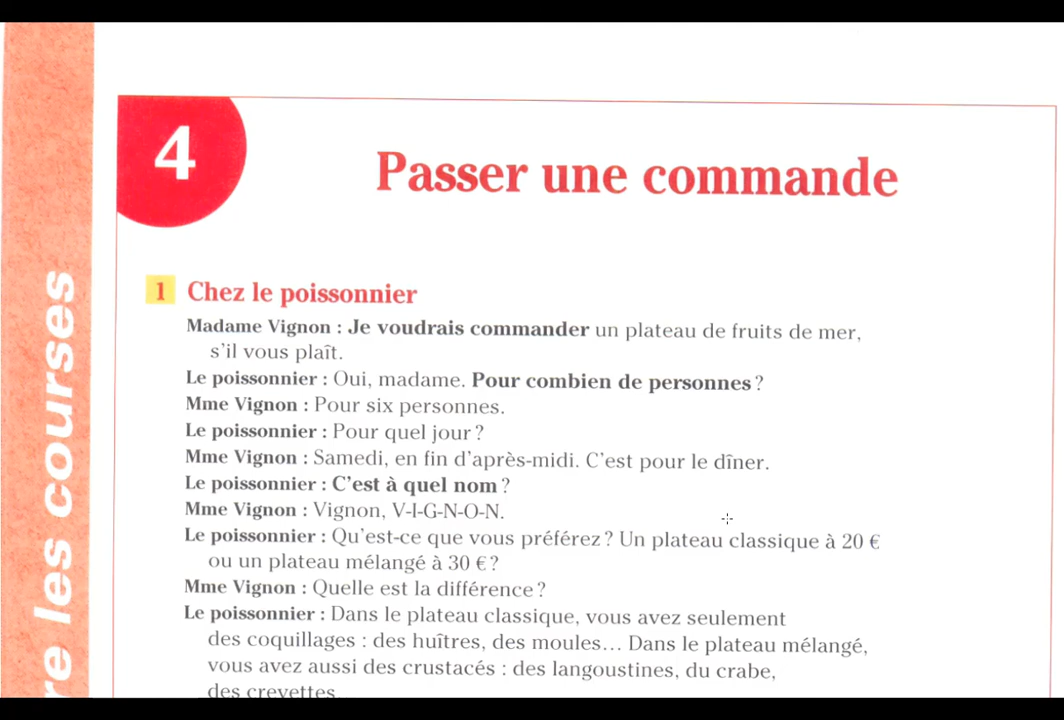 re les courses
4
Passer une commande
1 Chez le poissonnier
Madame Vignon : Je voudrais commander un plateau de fruits de mer,
s'il vous plaît.
Le poissonnier : Oui, madame. Pour combien de personnes ?
Mme Vignon : Pour six personnes.
Le poissonnier : Pour quel jour ?
Mme Vignon : Samedi, en fin d'après-midi. C'est pour le dîner.
Le poissonnier : C'est à quel nom ?
Mme Vignon : Vignon, V-I-G-N-O-N.
Le poissonnier : Qu'est-ce que vous préférez ? Un plateau classique à 20 €
ou un plateau mélangé à 30 € ?
Mme Vignon : Quelle est la différence ?
Le poissonnier : Dans le plateau classique, vous avez seulement
des coquillages : des huîtres, des moules... Dans le plateau mélangé,
vous avez aussi des crustacés : des langoustines, du crabe,
des crevettes.